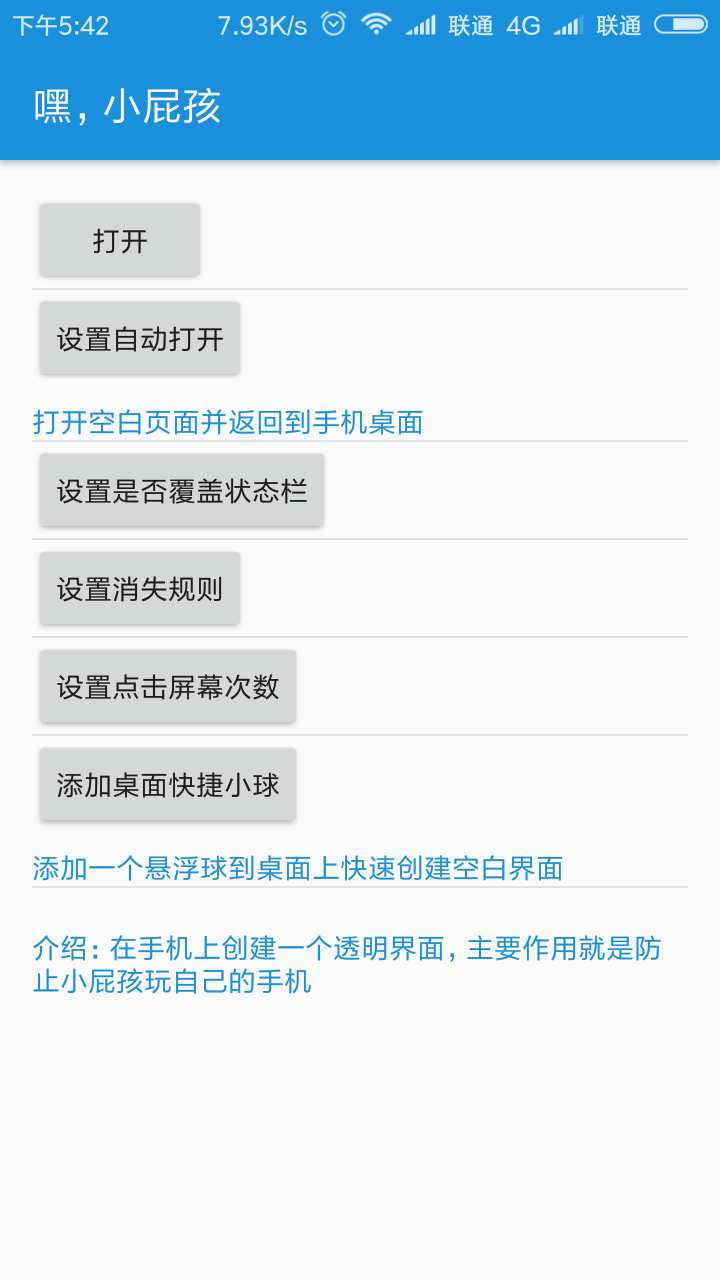 下午5:42 7.93K/s 联通 4G 联通
嘿，小屁孩
打开
设置自动打开
打开空白页面并返回到手机桌面
设置是否覆盖状态栏
设置消失规则
设置点击屏幕次数
添加桌面快捷小球
添加一个悬浮球到桌面上快速创建空白界面
介绍：在手机上创建一个透明界面，主要作用就是防
止小屁孩玩自己的手机